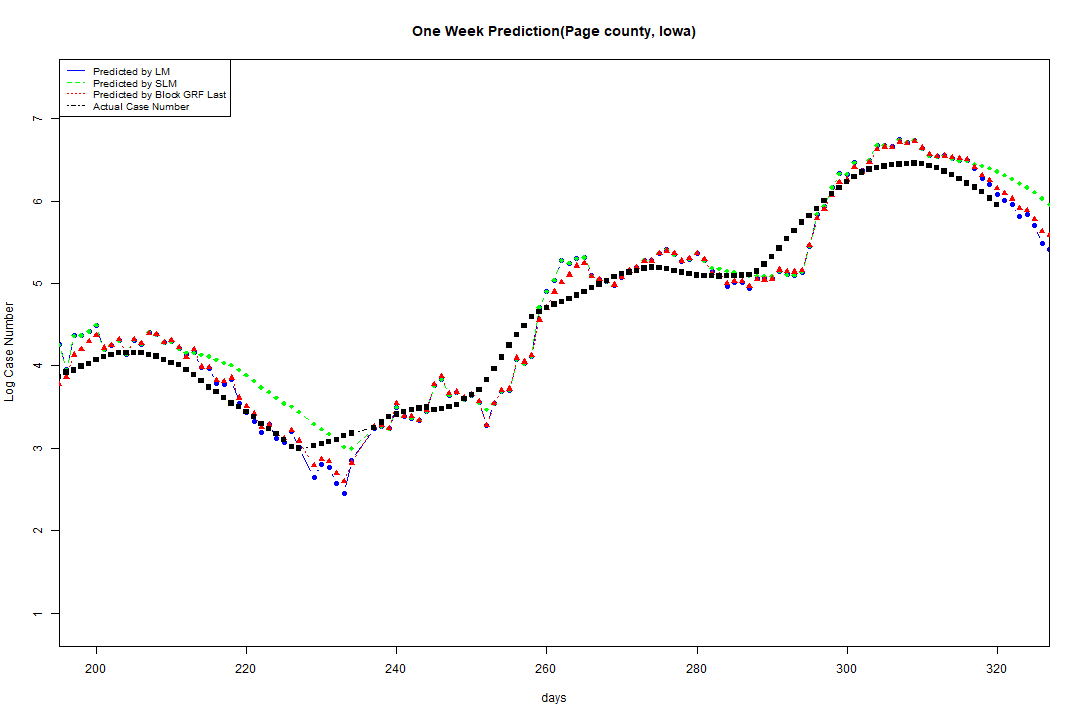 One Week Prediction(Page county, Iowa)
Predicted by LM
Predicted by SLM
Predicted by Block GRF Last
Actual Case Number
7
6
5
4
3
2
1
Log Case Number
200 220 240 260 280 300 320
days